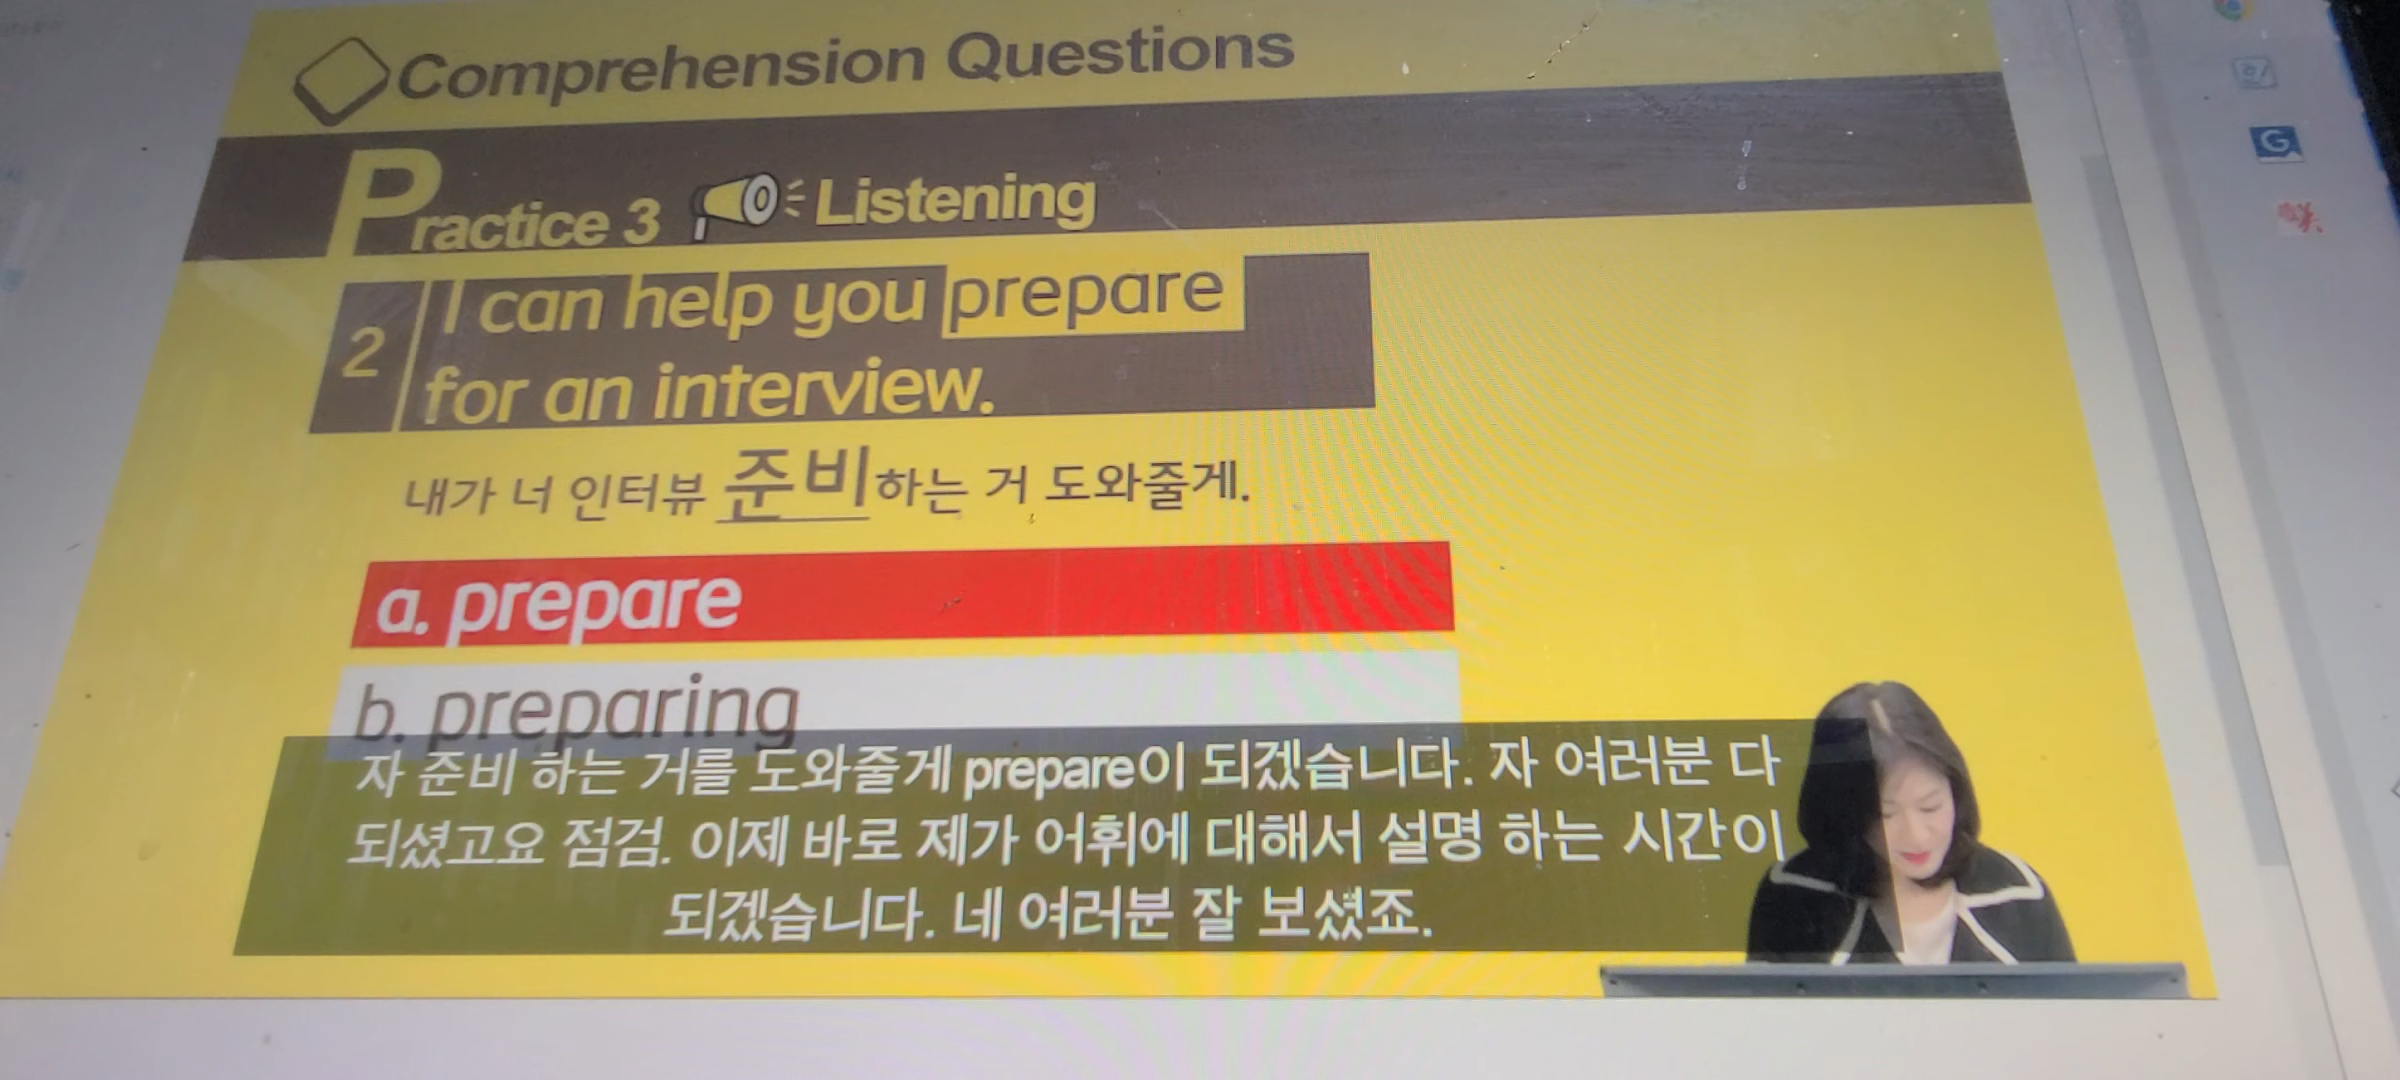 Comprehension Questions
Practice 3 Listening
2 I can help you prepare
for an interview.
내가 너 인터뷰 준비하는 거 도와줄게.
a. prepare
b. preparing
자 준비 하는 거를 도와줄게 prepare이 되겠습니다. 자 여러분 다
되셨고요 점검. 이제 바로 제가 어휘에 대해서 설명 하는 시간이
되겠습니다. 네 여러분 잘 보셨죠.
G